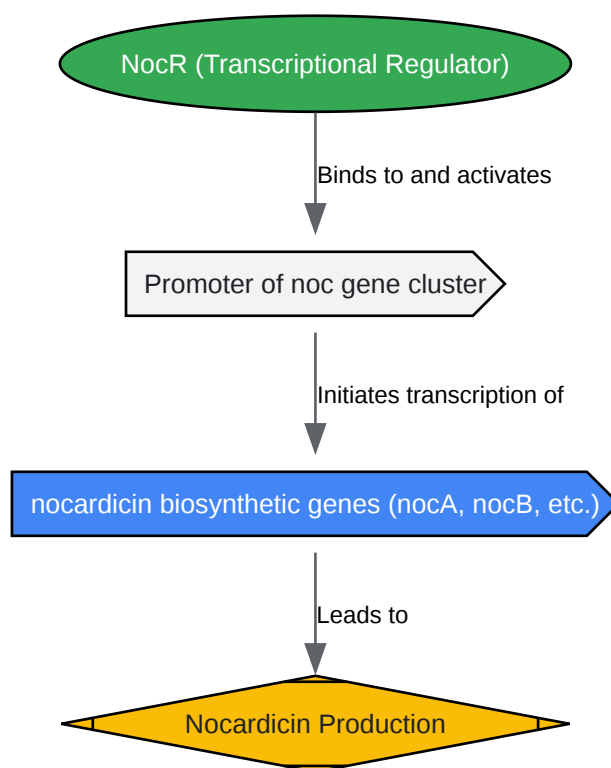 NocR (Transcriptional Regulator)
Binds to and activates
Promoter of noc gene cluster
Initiates transcription of
nocardicin biosynthetic genes (nocA, nocB, etc.)
Leads to
Nocardicin Production